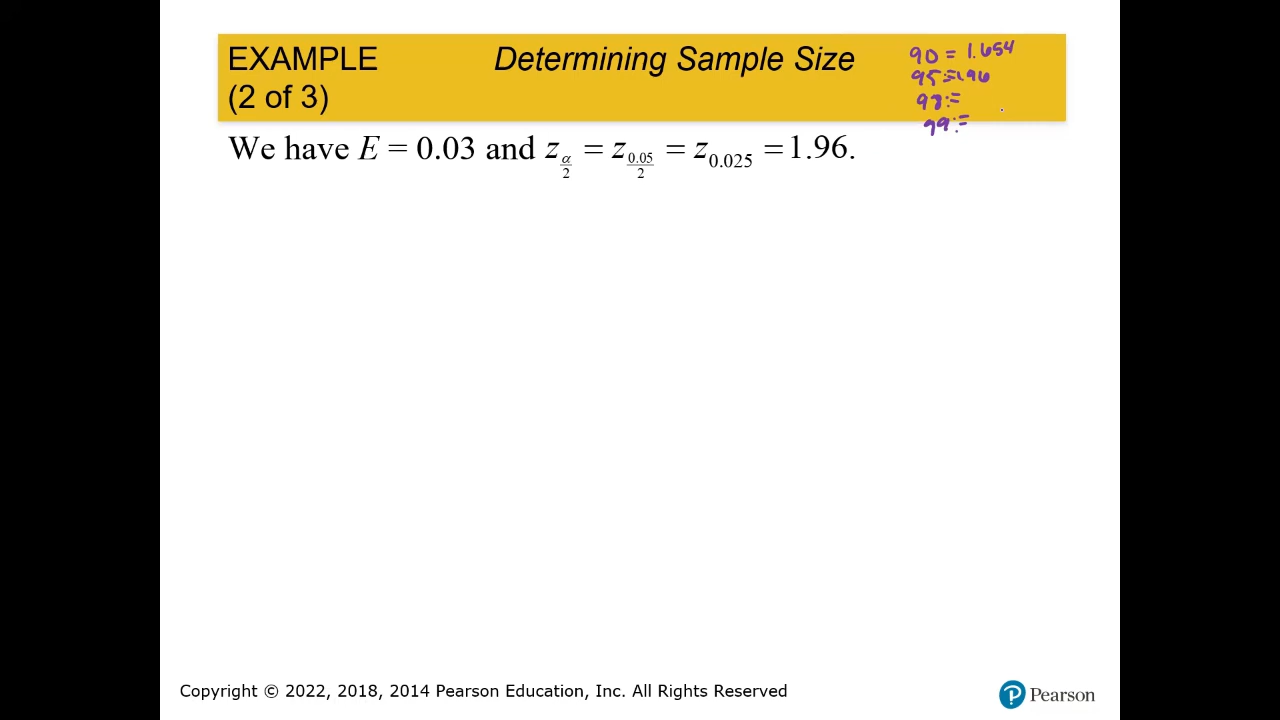 EXAMPLE Determining Sample Size
(2 of 3)
90 = 1.654
95 = 1.96
98 =
99 =
We have E = 0.03 and z_{α/2} = z_{0.05/2} = z_{0.025} = 1.96.
Copyright © 2022, 2018, 2014 Pearson Education, Inc. All Rights Reserved
Pearson